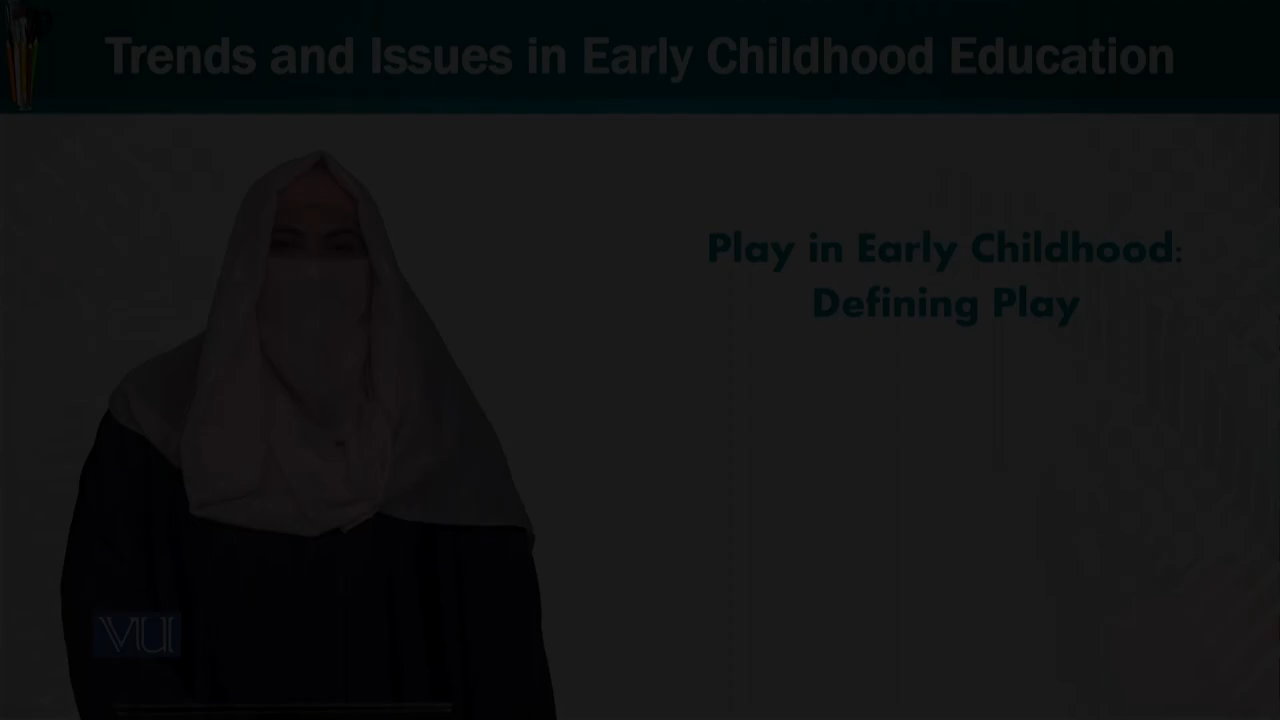 Trends and Issues in Early Childhood Education
Play in Early Childhood:
Defining Play
VU